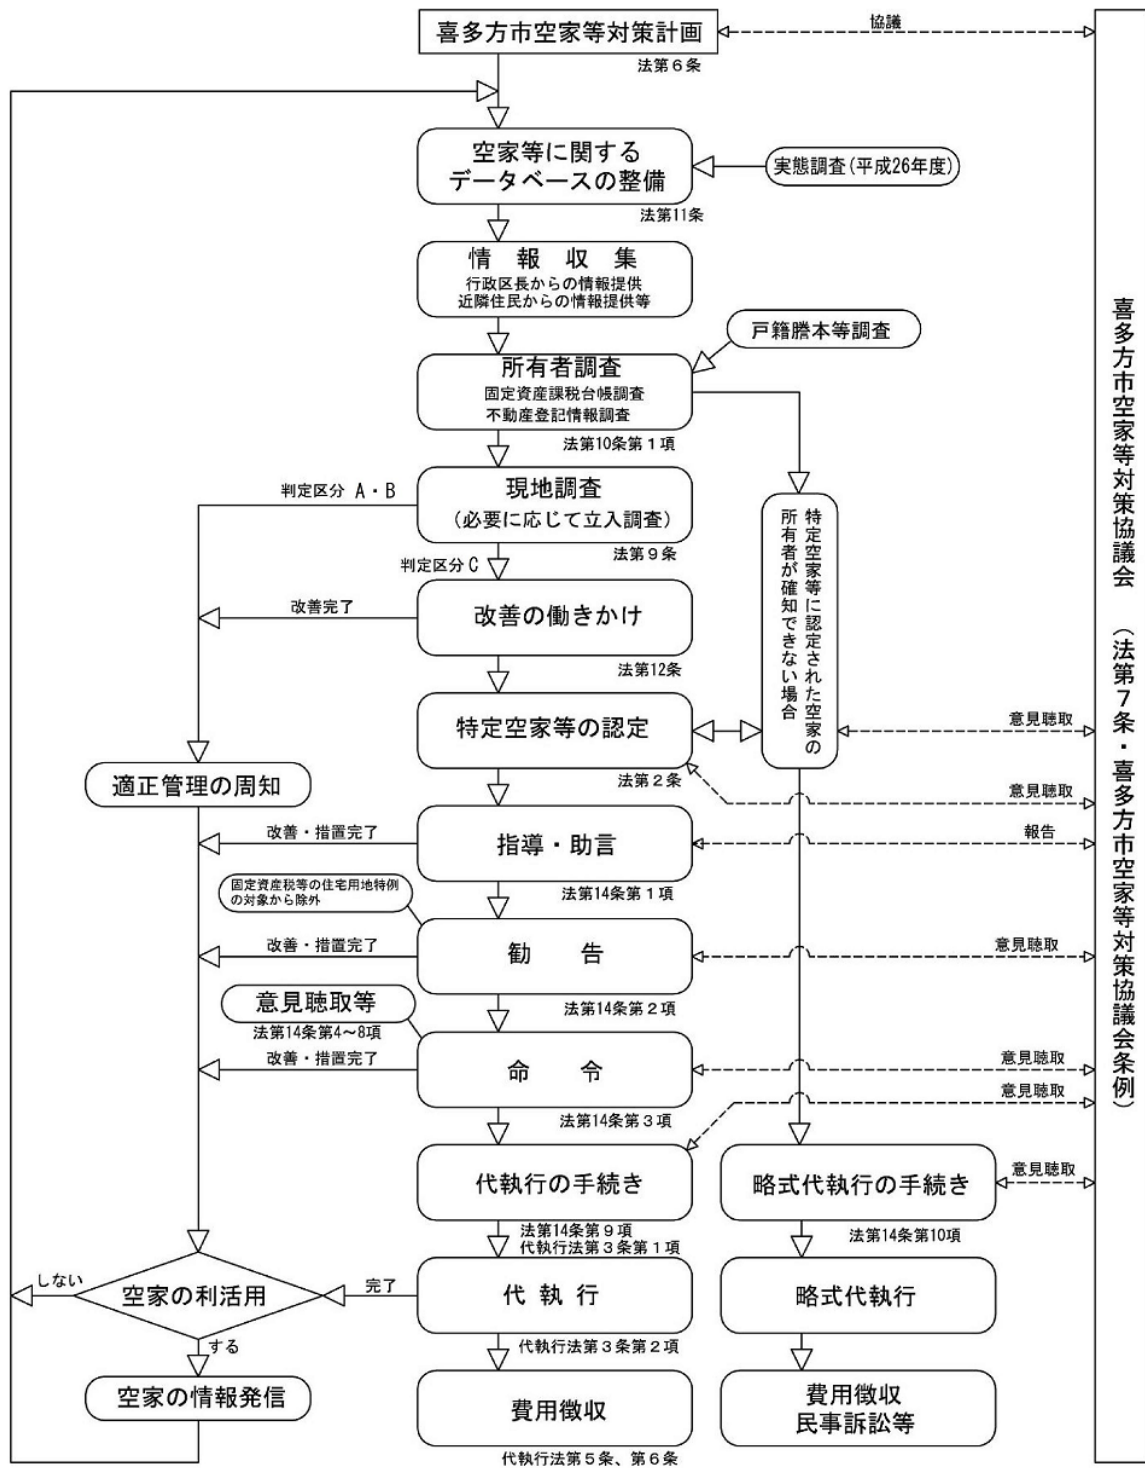 喜多方市空家等対策計画
協議
法第６条
空家等に関する
データベースの整備
実態調査(平成26年度)
法第11条
情　報　収　集
行政区長からの情報提供
近隣住民からの情報提供等
戸籍謄本等調査
所有者調査
固定資産課税台帳調査
不動産登記情報調査
法第10条第１項
判定区分 Ａ・Ｂ
現地調査
（必要に応じて立入調査）
法第９条
判定区分Ｃ
特定空家等に認定された空家の
所有者が確知できない場合
改善完了
改善の働きかけ
法第12条
特定空家等の認定
意見聴取
法第２条
意見聴取
適正管理の周知
改善・措置完了
指導・助言
報告
法第14条第１項
固定資産税等の住宅用地特例
の対象から除外
改善・措置完了
勧　　告
意見聴取
法第14条第２項
意見聴取等
法第14条第4～8項
改善・措置完了
命　　令
意見聴取
意見聴取
法第14条第３項
代執行の手続き
略式代執行の手続き
意見聴取
法第14条第９項
代執行法第３条第１項
法第14条第10項
しない
空家の利活用
完了
代 執 行
略式代執行
する
代執行法第３条第２項
空家の情報発信
費用徴収
費用徴収
民事訴訟等
代執行法第５条、第６条
喜多方市空家等対策協議会　（法第７条・喜多方市空家等対策協議会条例）